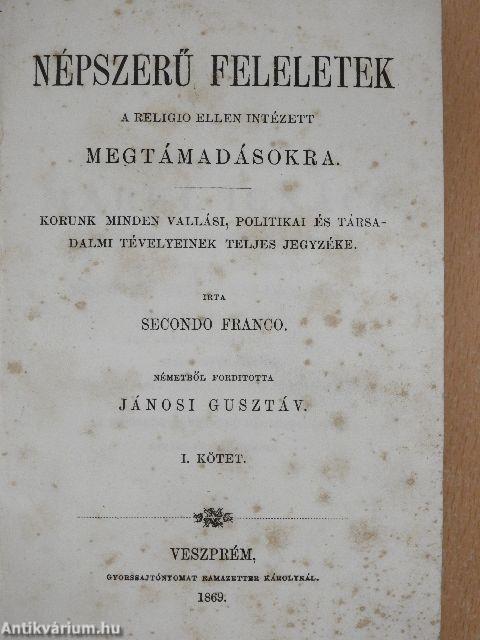 NÉPSZERŰ FELELETEK
A RELIGIO ELLEN INTÉZETT
MEGTÁMADÁSOKRA.
KORUNK MINDEN VALLÁSI, POLITIKAI ÉS TÁRSA-
DALMI TÉVELYEINEK TELJES JEGYZÉKE.
IRTA
SECONDO FRANCO.
NÉMETBŐL FORDITOTTA
JÁNOSI GUSZTÁV.
I. KÖTET.
VESZPRÉM,
GYORSSAJTÓNYOMAT RAMAZETTER KÁROLYNÁL.
1869.
Antikvárium.hu